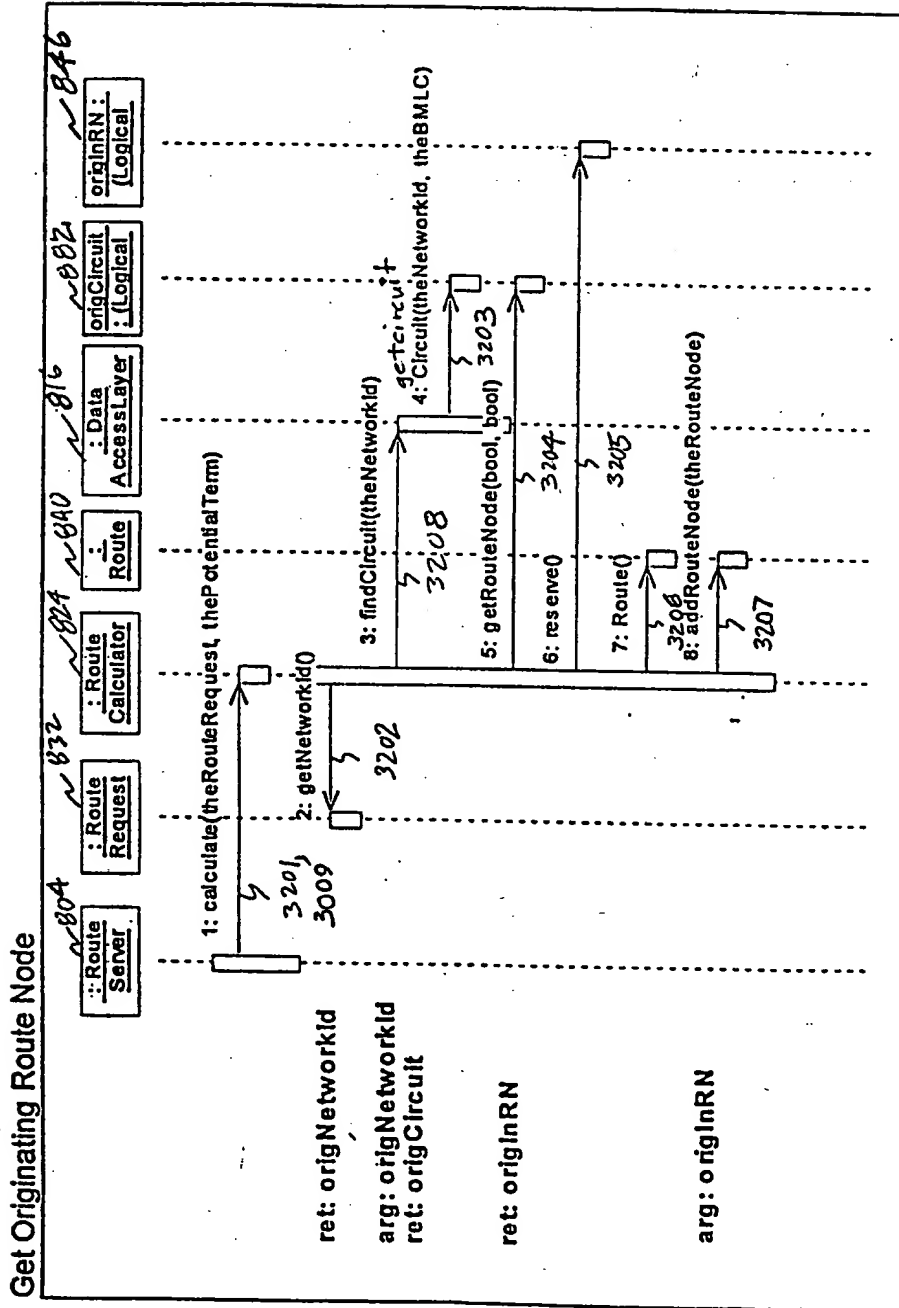 Get Originating Route Node
804
: Route
Server
832
: Route
Request
824
: Route
Calculator
840
:
Route
816
: Data
AccessLayer
882
origCircuit
: (Logical
846
origInRN :
(Logical
1: calculate(theRouteRequest, thePotentialTerm)
3201,
3009
ret: origNetworkId
2: getNetworkId()
3202
arg: origNetworkId
ret: origCircuit
3: findCircuit(theNetworkId)
3208
getcircuit
4: Circuit(theNetworkId, theBMLC)
3203
ret: origInRN
5: getRouteNode(bool, bool)
3204
6: reserve()
3205
7: Route()
3206
arg: origInRN
8: addRouteNode(theRouteNode)
3207